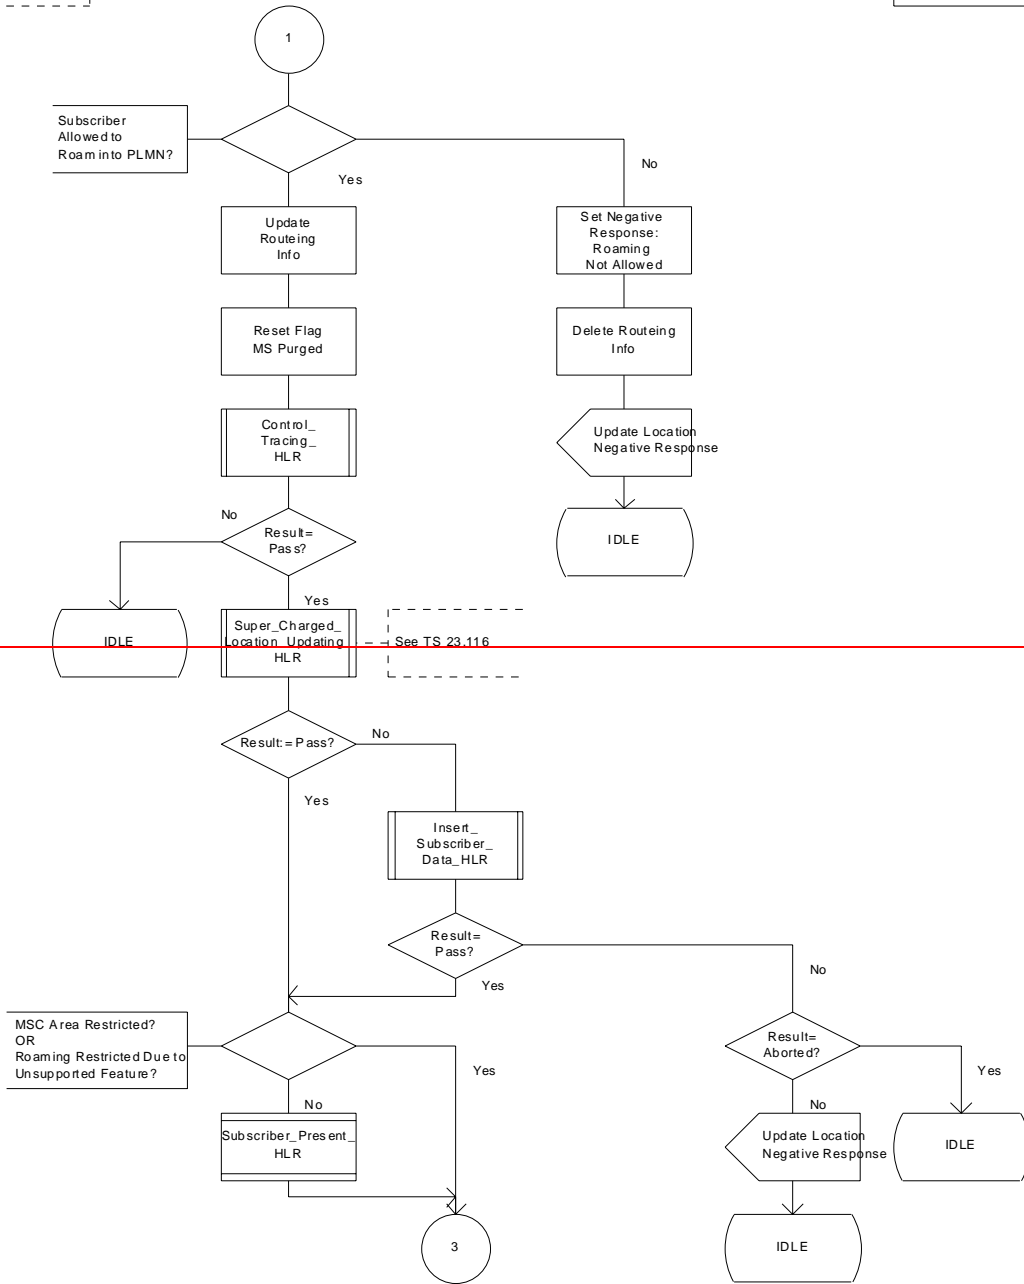 1
Subscriber
Allowed to
Roam into PLMN?
No
Yes
Update
Routeing
Info
Set Negative
Response:
Roaming
Not Allowed
Reset Flag
MS Purged
Delete Routeing
Info
Control_
Tracing_
HLR
Update Location
Negative Response
No
Result=
Pass?
IDLE
Yes
IDLE
Super_Charged_
Location_Updating_
HLR
See TS 23.116
Result:=Pass?
No
Yes
Insert_
Subscriber_
Data_HLR
Result=
Pass?
No
Yes
MSC Area Restricted?
OR
Roaming Restricted Due to
Unsupported Feature?
Result=
Aborted?
Yes
Yes
No
No
Subscriber_Present_
HLR
Update Location
Negative Response
IDLE
3
IDLE